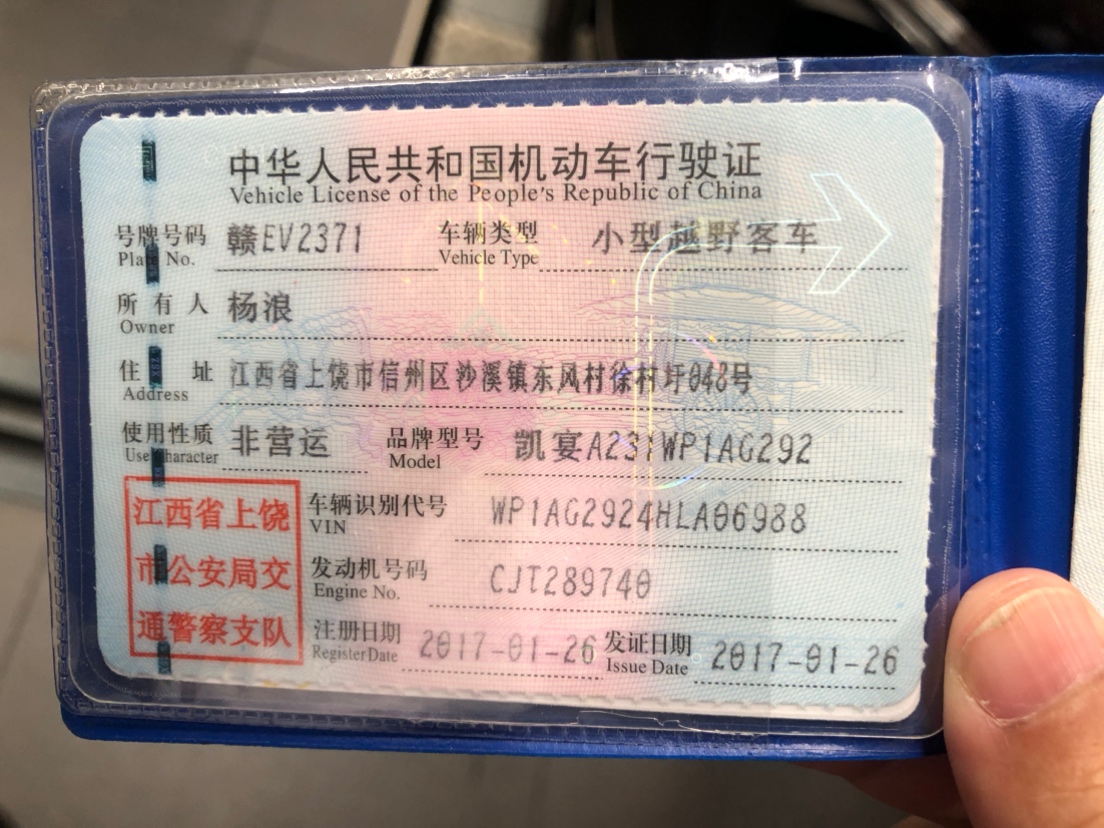 中华人民共和国机动车行驶证
Vehicle License of the People's Republic of China
号牌号码 赣EV2371 车辆类型 小型越野客车
Plate No. Vehicle Type
所有人 杨浪
Owner
住址 江西省上饶市信州区沙溪镇东风村徐村圩048号
Address
使用性质 非营运 品牌型号 凯宴A231WP1AG292
Use Character Model
江西省上饶 车辆识别代号 WP1AG2924HLA06988
VIN
市公安局交 发动机号码 CJT289740
Engine No.
通警察支队 注册日期 2017-01-26 发证日期 2017-01-26
Register Date Issue Date